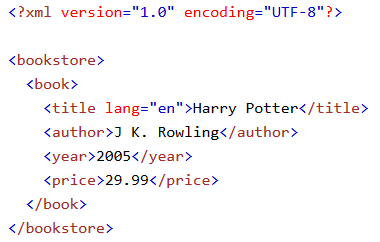 <?xml version="1.0" encoding="UTF-8"?>

<bookstore>
  <book>
    <title lang="en">Harry Potter</title>
    <author>J K. Rowling</author>
    <year>2005</year>
    <price>29.99</price>
  </book>
</bookstore>